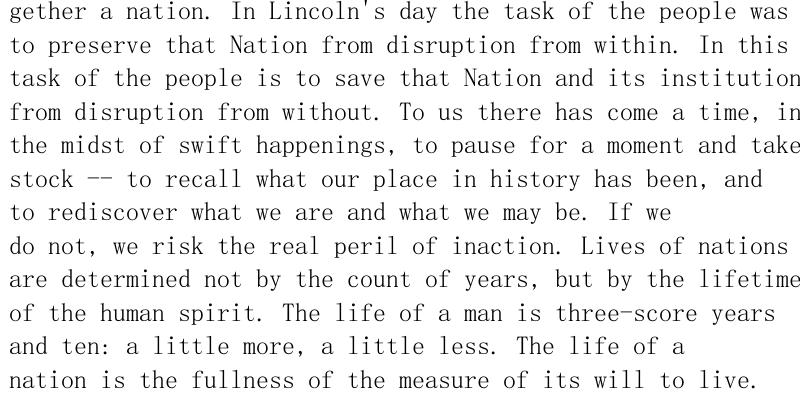 gether a nation. In Lincoln's day the task of the people was
to preserve that Nation from disruption from within. In this
task of the people is to save that Nation and its institution
from disruption from without. To us there has come a time, in
the midst of swift happenings, to pause for a moment and take
stock -- to recall what our place in history has been, and
to rediscover what we are and what we may be. If we
do not, we risk the real peril of inaction. Lives of nations
are determined not by the count of years, but by the lifetime
of the human spirit. The life of a man is three-score years
and ten: a little more, a little less. The life of a
nation is the fullness of the measure of its will to live.